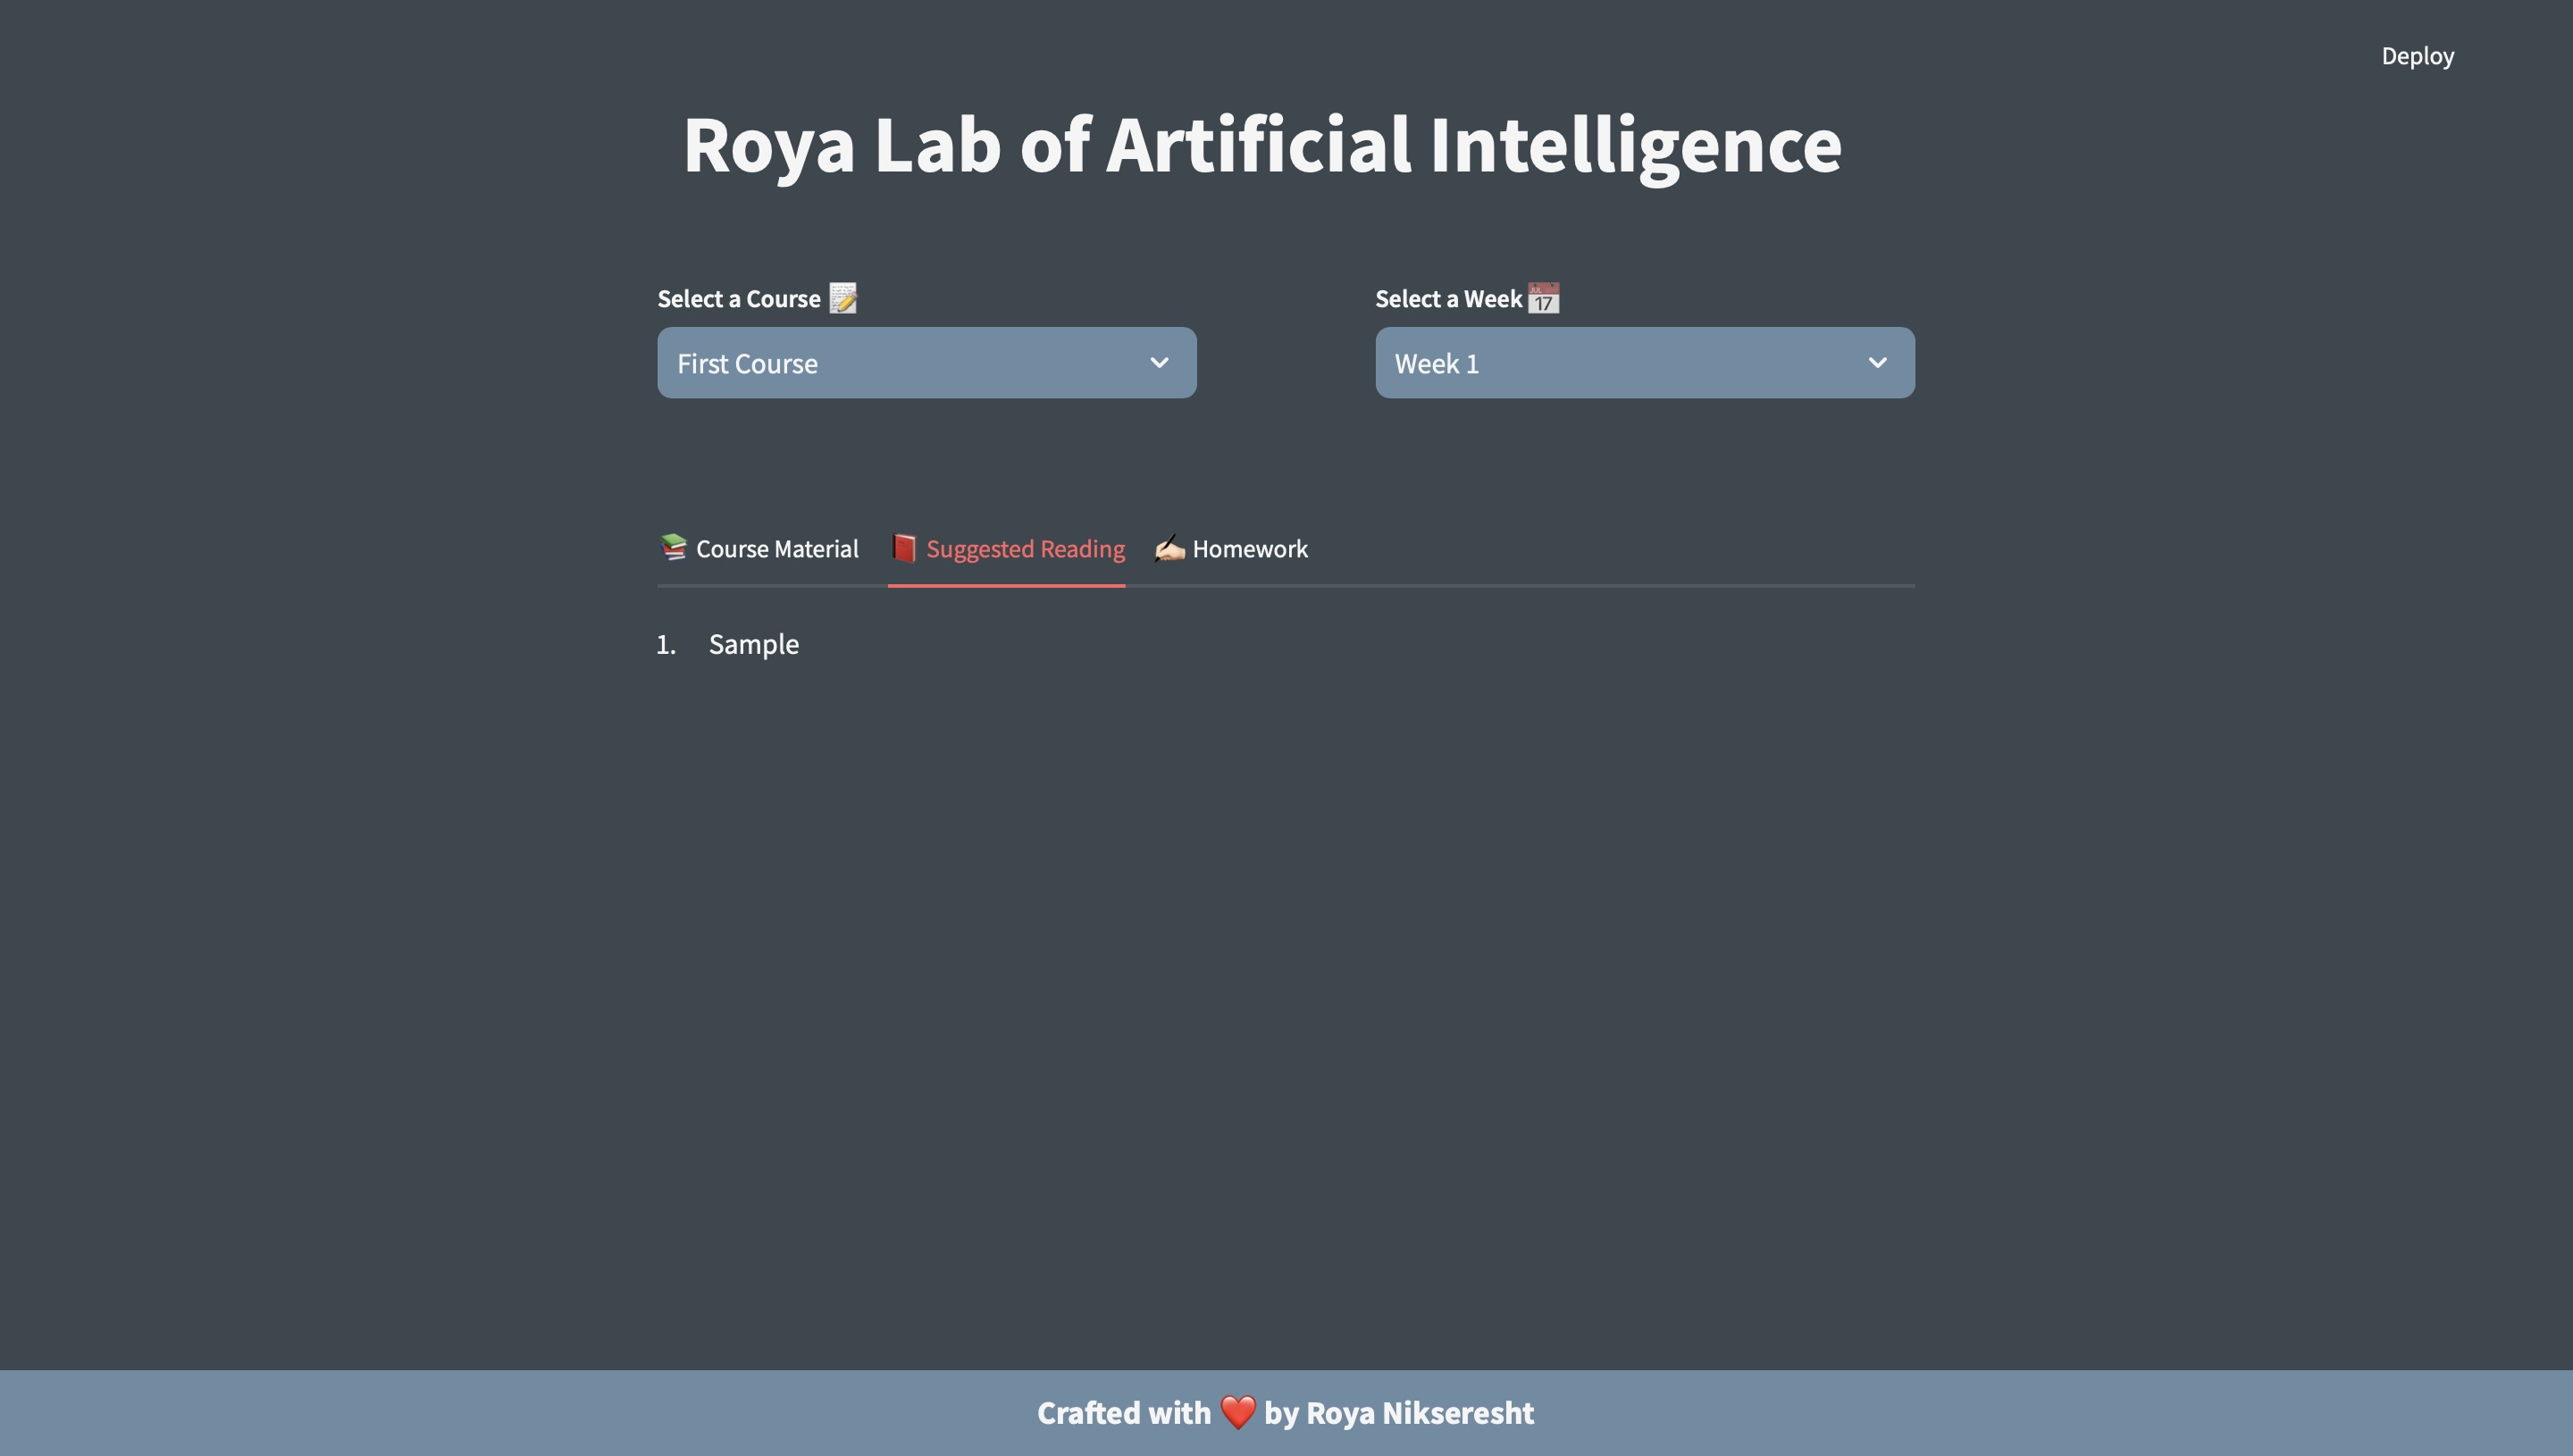 Deploy
Roya Lab of Artificial Intelligence
Select a Course 📝
Select a Week 📅
First Course
Week 1
📚 Course Material
📕 Suggested Reading
✍🏻 Homework
1. Sample
Crafted with ❤️ by Roya Nikseresht